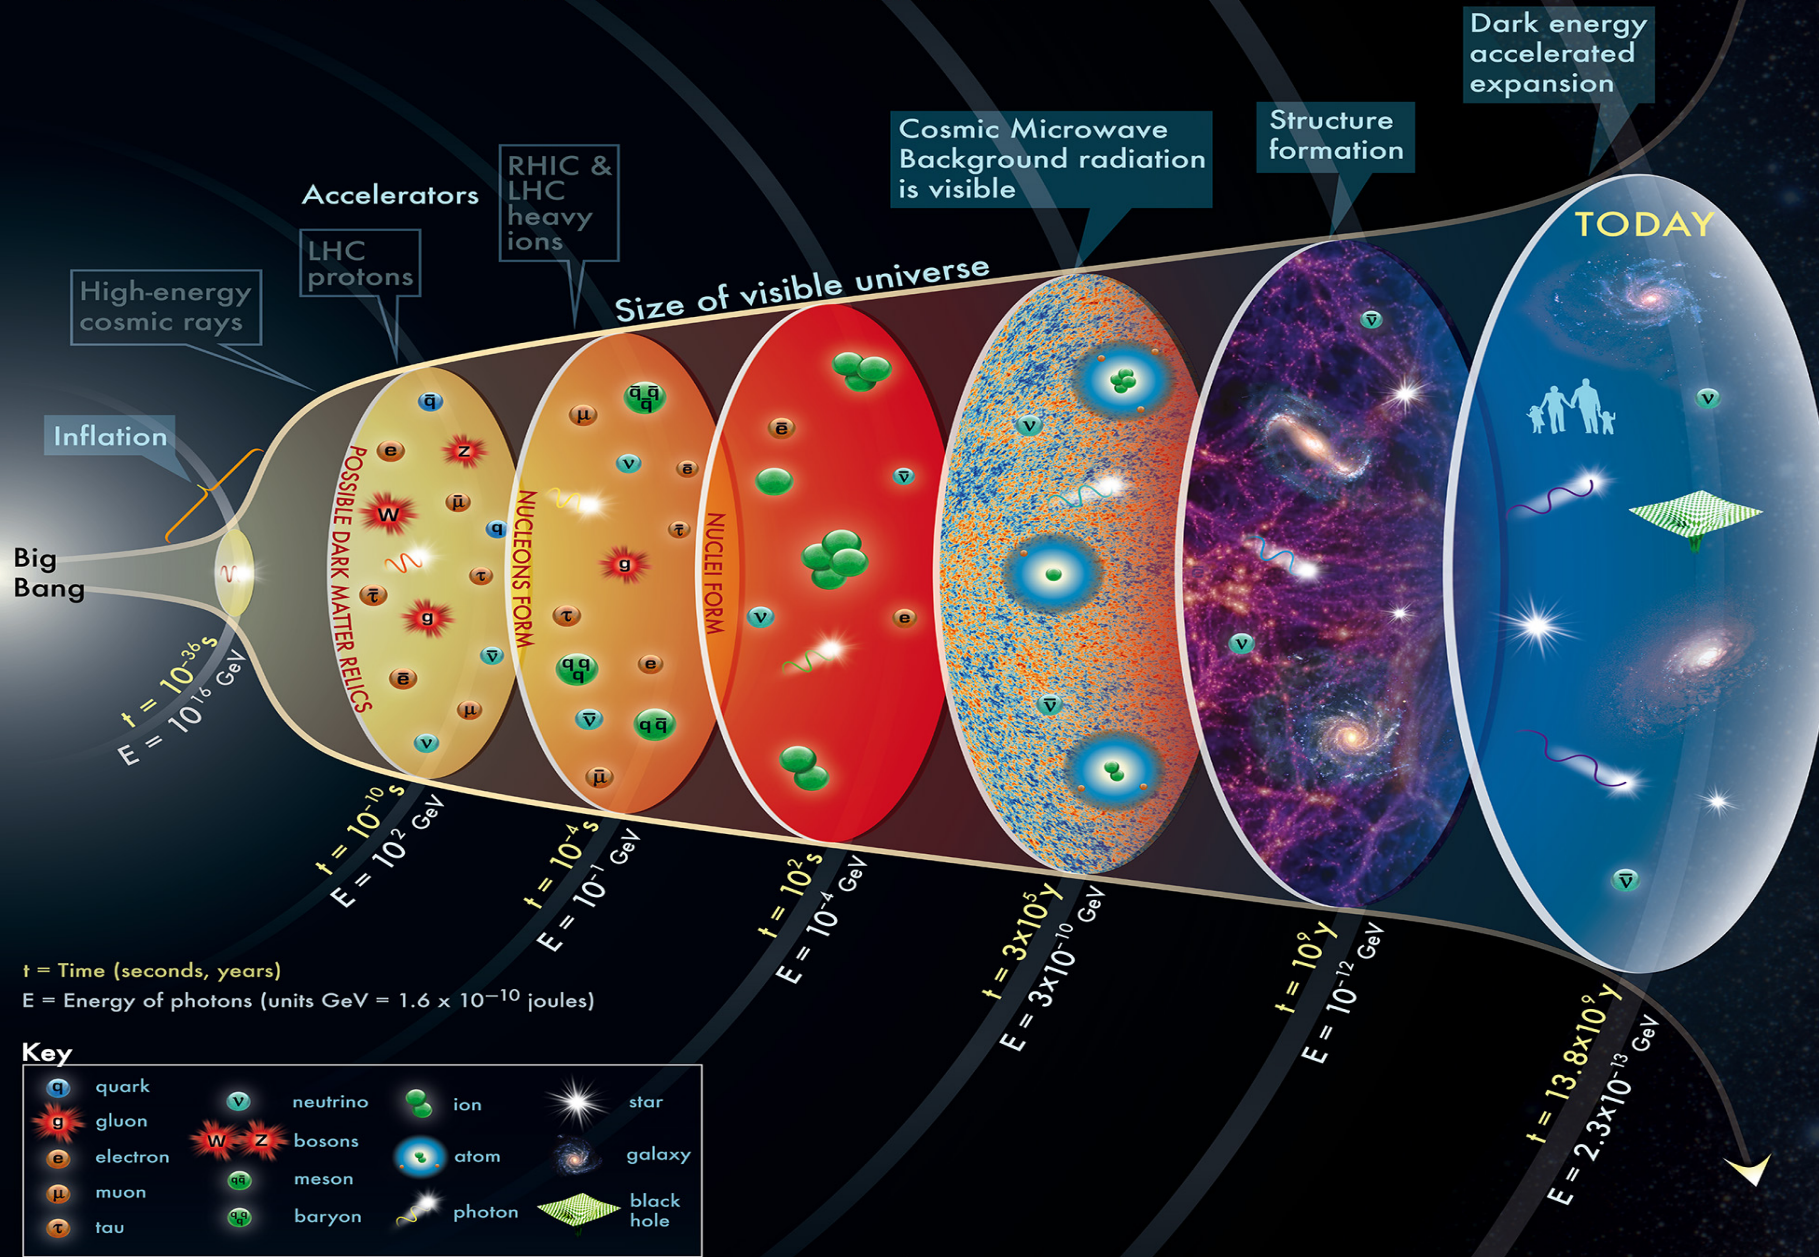 Dark energy
accelerated
expansion
Structure
formation
Cosmic Microwave
Background radiation
is visible
RHIC &
LHC
heavy
ions
Accelerators
LHC
protons
High-energy
cosmic rays
Inflation
Size of visible universe
TODAY
Big
Bang
POSSIBLE DARK MATTER RELICS
NUCLEONS FORM
NUCLEI FORM
q̄
e
Z
W
μ̄
q
τ
τ̄
g
ν̄
ē
μ
ν
q̄ q̄
q̄
μ
ν
ē
τ̄
g
τ
q q
q
e
ν̄
q q̄
μ̄
ē
ν̄
ν
e
ν
ν̄
ν̄
ν
ν
ν̄
t = 10⁻³⁶ s
E = 10¹⁶ GeV
t = 10⁻¹⁰ s
E = 10² GeV
t = 10⁻⁴ s
E = 10⁻¹ GeV
t = 10² s
E = 10⁻⁴ GeV
t = 3x10⁵ y
E = 3x10⁻¹⁰ GeV
t = 10⁹ y
E = 10⁻¹² GeV
t = 13.8x10⁹ y
E = 2.3x10⁻¹³ GeV
t = Time (seconds, years)
E = Energy of photons (units GeV = 1.6 x 10⁻¹⁰ joules)
Key
q quark
g gluon
e electron
μ muon
τ tau
ν neutrino
W Z bosons
q q̄ meson
q q
q baryon
ion
atom
photon
star
galaxy
black
hole